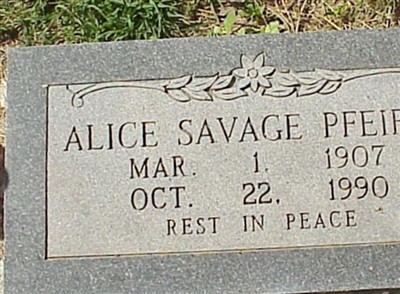 ALICE SAVAGE PFEIF
MAR. 1. 1907
OCT. 22. 1990
REST IN PEACE